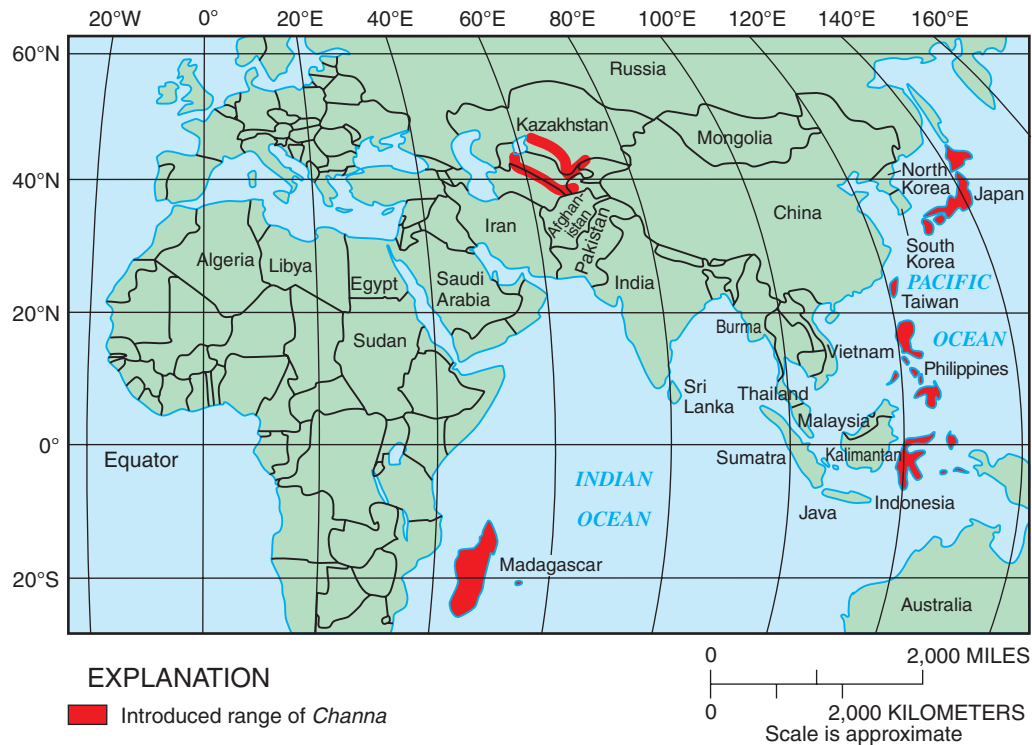 20°W 0° 20°E 40°E 60°E 80°E 100°E 120°E 140°E 160°E
60°N
Russia
Kazakhstan
Mongolia
40°N
North
Korea
Japan
Iran
Afghan-
istan
Pakistan
China
South
Korea
Algeria
Libya
Egypt
Saudi
Arabia
India
PACIFIC
Taiwan
20°N
Sudan
Burma
OCEAN
Vietnam
Philippines
Sri
Lanka
Thailand
Malaysia
0°
Equator
Sumatra
Kalimantan
INDIAN
OCEAN
Java
Indonesia
Madagascar
20°S
Australia
EXPLANATION
Introduced range of Channa
0 2,000 MILES
0 2,000 KILOMETERS
Scale is approximate